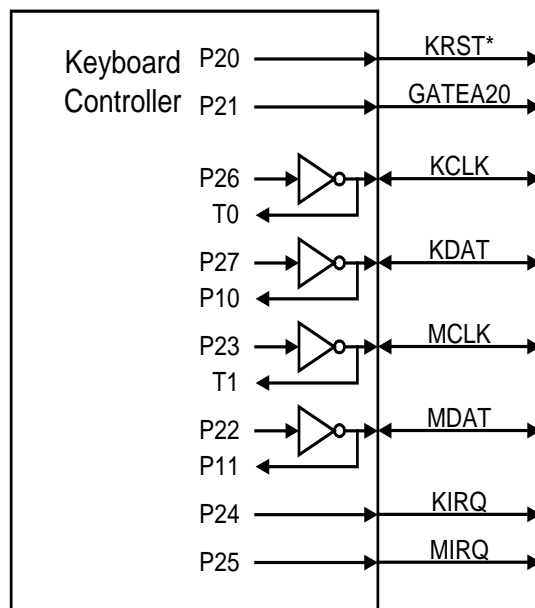 Keyboard
Controller
P20 KRST*
P21 GATEA20
P26 KCLK
T0
P27 KDAT
P10
P23 MCLK
T1
P22 MDAT
P11
P24 KIRQ
P25 MIRQ